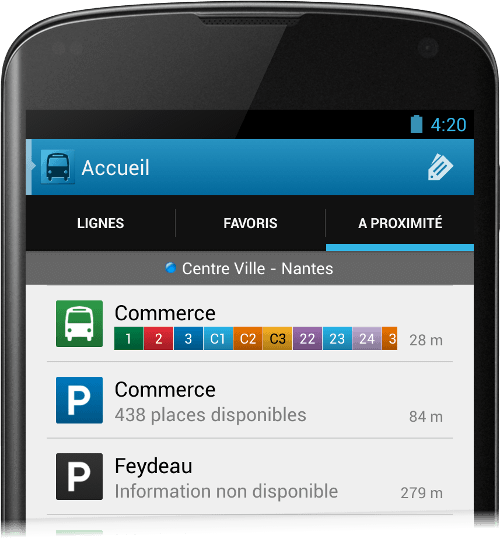 4:20
Accueil
LIGNES FAVORIS A PROXIMITÉ
Centre Ville - Nantes
Commerce
1 2 3 C1 C2 C3 22 23 24 3 28 m
P Commerce
438 places disponibles 84 m
P Feydeau
Information non disponible 279 m